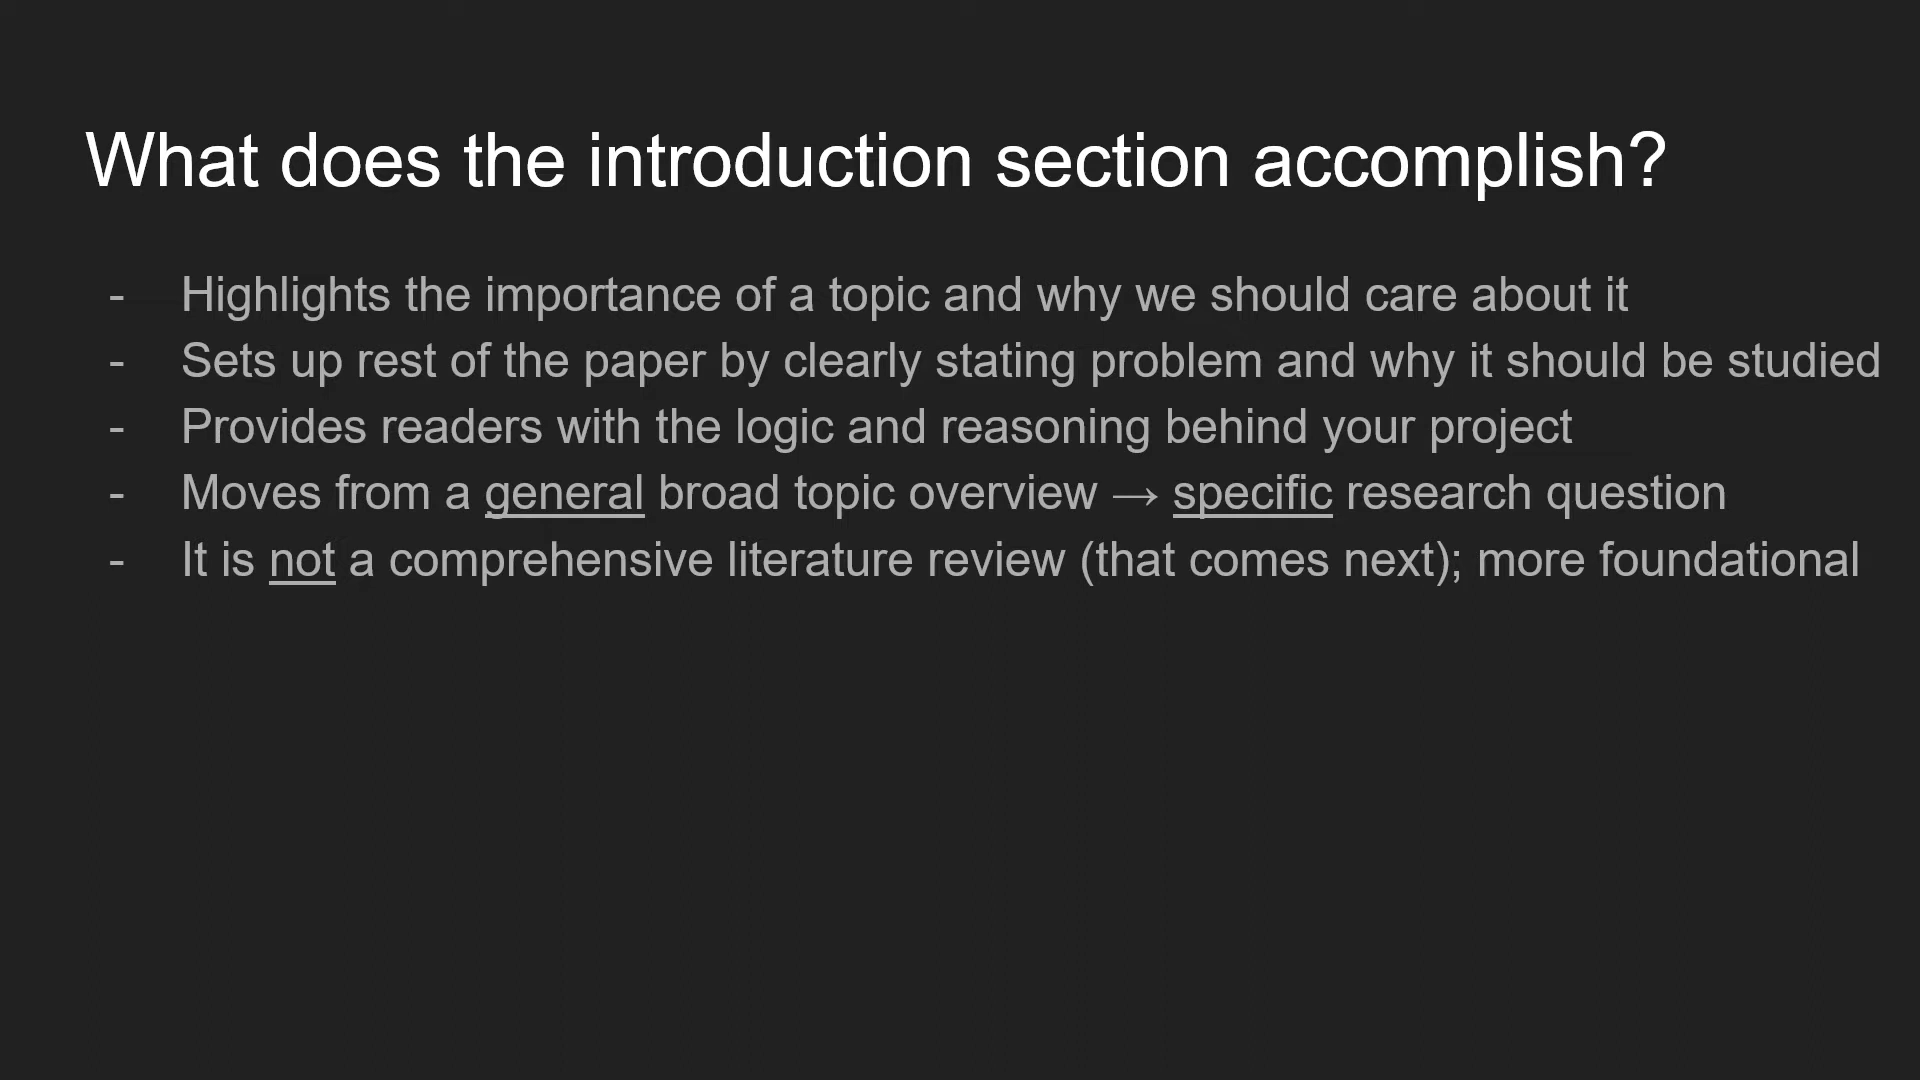 What does the introduction section accomplish?
- Highlights the importance of a topic and why we should care about it
- Sets up rest of the paper by clearly stating problem and why it should be studied
- Provides readers with the logic and reasoning behind your project
- Moves from a general broad topic overview → specific research question
- It is not a comprehensive literature review (that comes next); more foundational